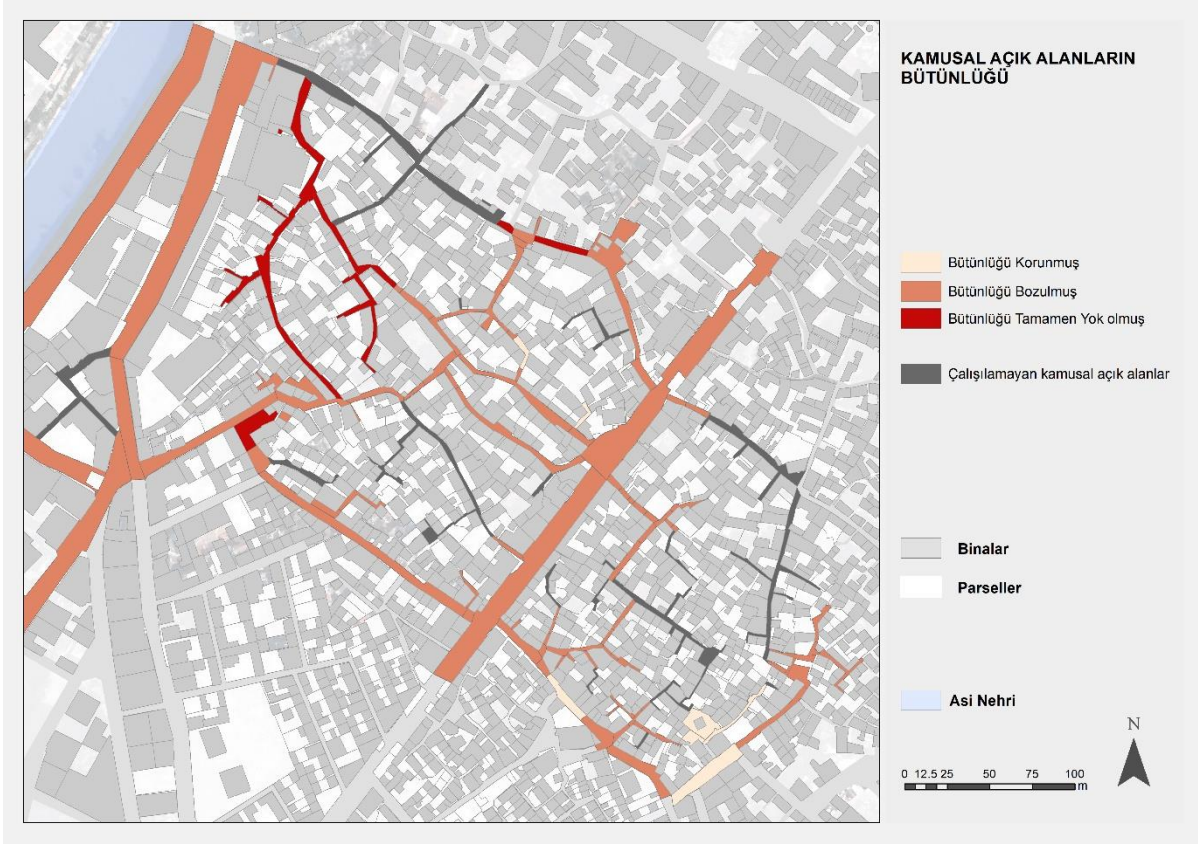 KAMUSAL AÇIK ALANLARIN
BÜTÜNLÜĞÜ
Bütünlüğü Korunmuş
Bütünlüğü Bozulmuş
Bütünlüğü Tamamen Yok olmuş
Çalışılamayan kamusal açık alanlar
Binalar
Parseller
Asi Nehri
N
0 12.5 25 50 75 100
m